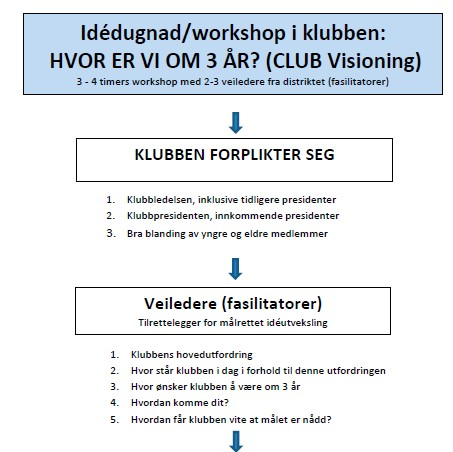 Idédugnad/workshop i klubben:
HVOR ER VI OM 3 ÅR? (CLUB Visioning)
3 - 4 timers workshop med 2-3 veiledere fra distriktet (fasilitatorer)
KLUBBEN FORPLIKTER SEG
1. Klubbledelsen, inklusive tidligere presidenter
2. Klubbpresidenten, innkommende presidenter
3. Bra blanding av yngre og eldre medlemmer
Veiledere (fasilitatorer)
Tilrettelegger for målrettet idéutveksling
1. Klubbens hovedutfordring
2. Hvor står klubben i dag i forhold til denne utfordringen
3. Hvor ønsker klubben å være om 3 år
4. Hvordan komme dit?
5. Hvordan får klubben vite at målet er nådd?